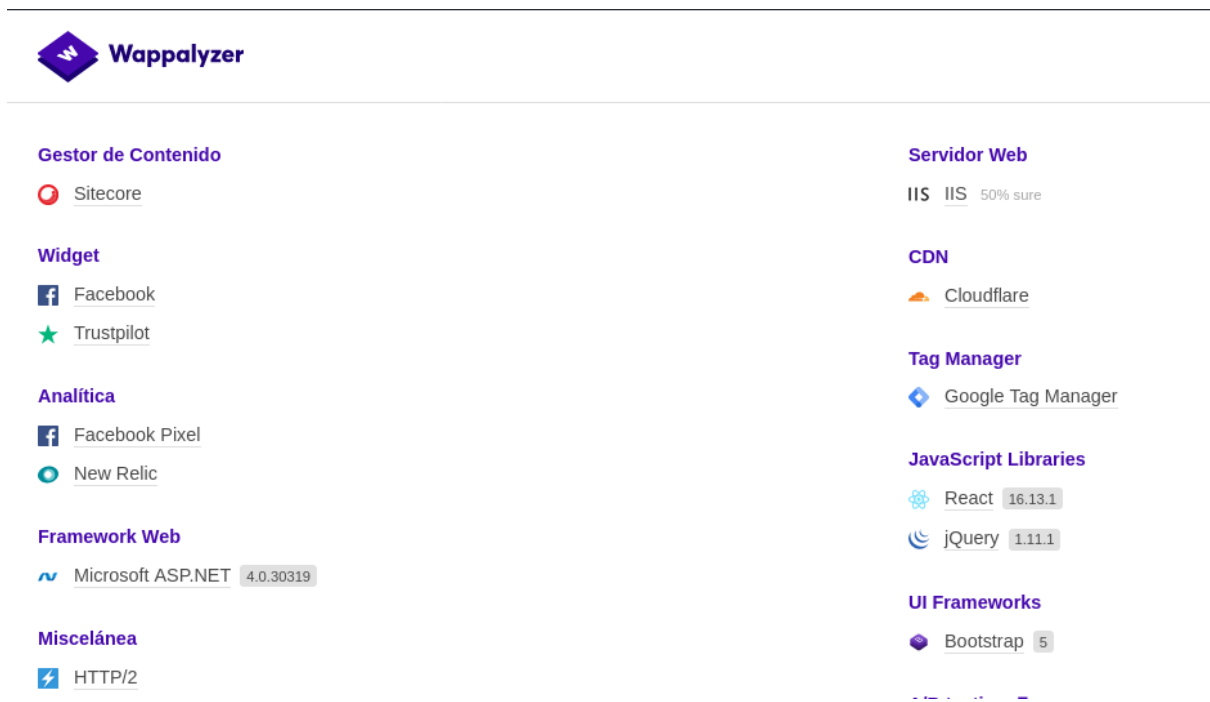 Wappalyzer
Gestor de Contenido
Sitecore
Widget
Facebook
Trustpilot
Analítica
Facebook Pixel
New Relic
Framework Web
Microsoft ASP.NET 4.0.30319
Miscelánea
HTTP/2
Servidor Web
IIS IIS 50% sure
CDN
Cloudflare
Tag Manager
Google Tag Manager
JavaScript Libraries
React 16.13.1
jQuery 1.11.1
UI Frameworks
Bootstrap 5